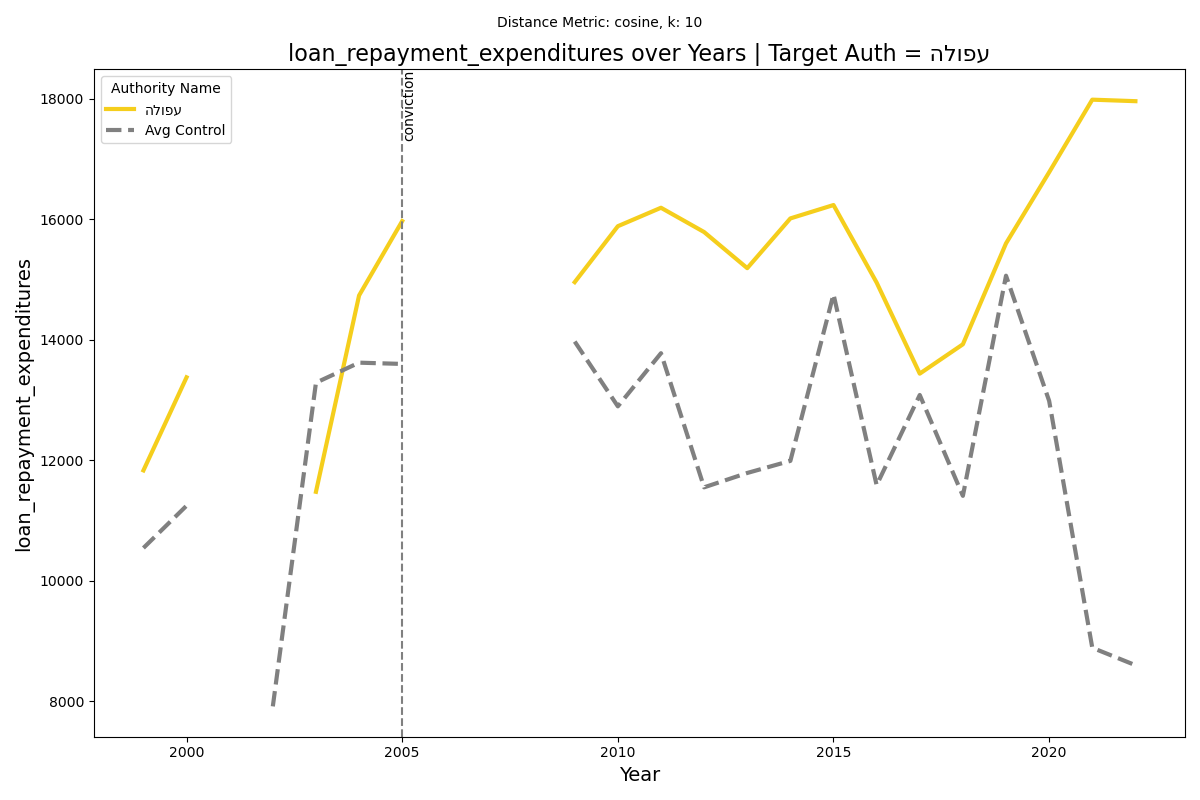 Distance Metric: cosine, k: 10
loan_repayment_expenditures over Years | Target Auth = עפולה
Authority Name
עפולה
Avg Control
conviction
loan_repayment_expenditures
18000
16000
14000
12000
10000
8000
2000
2005
2010
2015
2020
Year